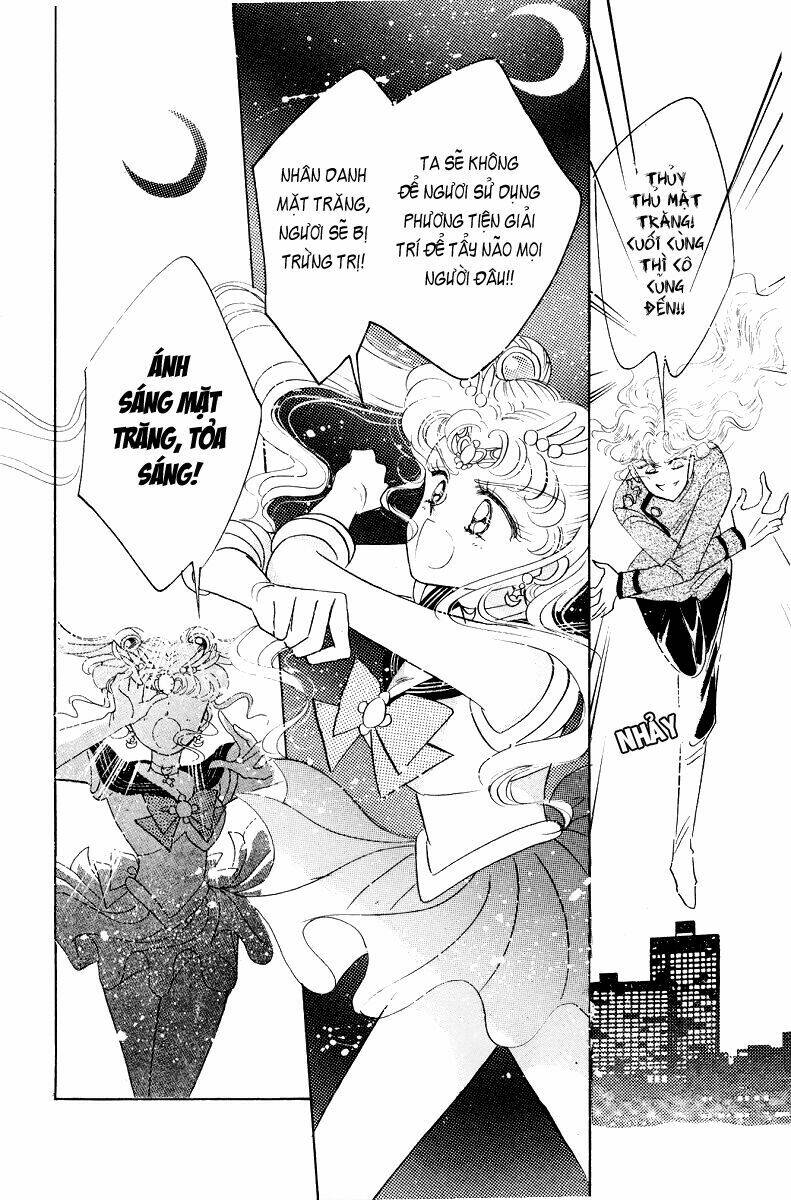 THỦY
THỦ MẶT
TRĂNG!
CUỐI CÙNG
THÌ CÔ
CŨNG
ĐẾN!!
NHẢY
TA SẼ KHÔNG
ĐỂ NGƯƠI SỬ DỤNG
PHƯƠNG TIỆN GIẢI
TRÍ ĐỂ TẨY NÃO MỌI
NGƯỜI ĐÂU!!
NHÂN DANH
MẶT TRĂNG,
NGƯƠI SẼ BỊ
TRỪNG TRỊ!
ÁNH
SÁNG MẶT
TRĂNG, TỎA
SÁNG!